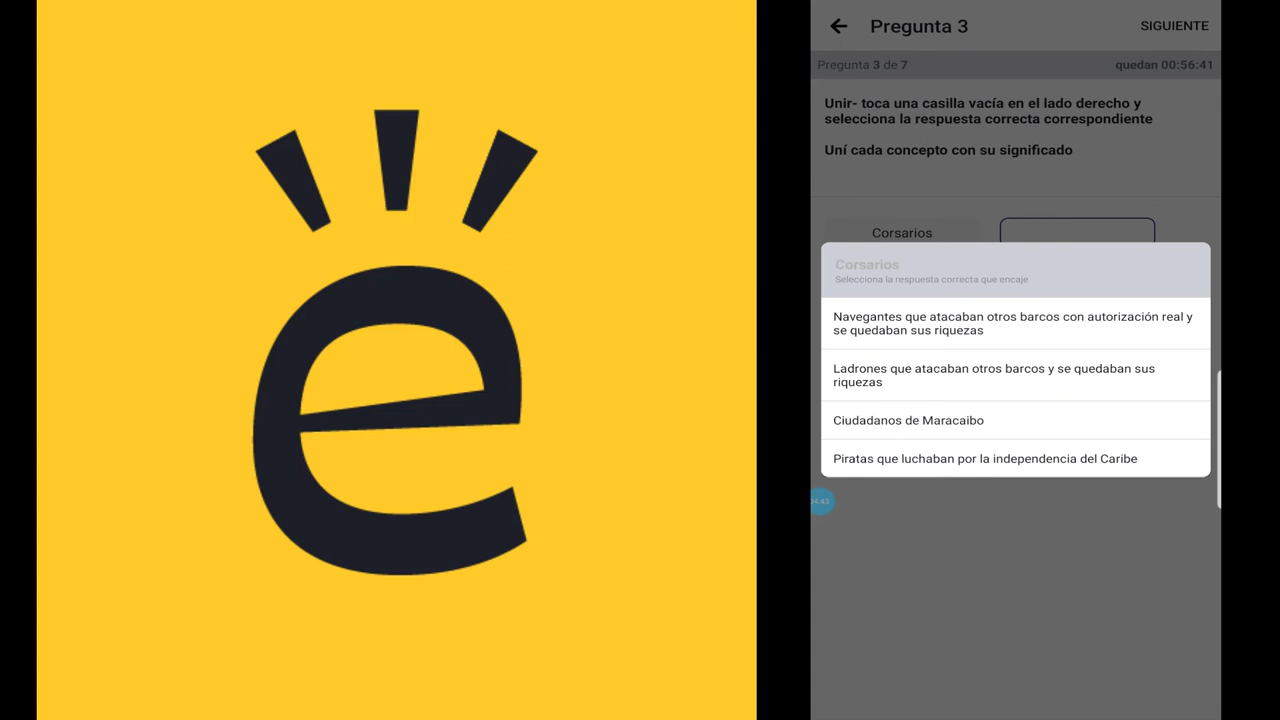 e
Pregunta 3
SIGUIENTE
Pregunta 3 de 7
quedan 00:56:41
Unir- toca una casilla vacía en el lado derecho y
selecciona la respuesta correcta correspondiente
Uní cada concepto con su significado
Corsarios
Corsarios
Selecciona la respuesta correcta que encaje
Navegantes que atacaban otros barcos con autorización real y
se quedaban sus riquezas
Ladrones que atacaban otros barcos y se quedaban sus
riquezas
Ciudadanos de Maracaibo
Piratas que luchaban por la independencia del Caribe
04:43